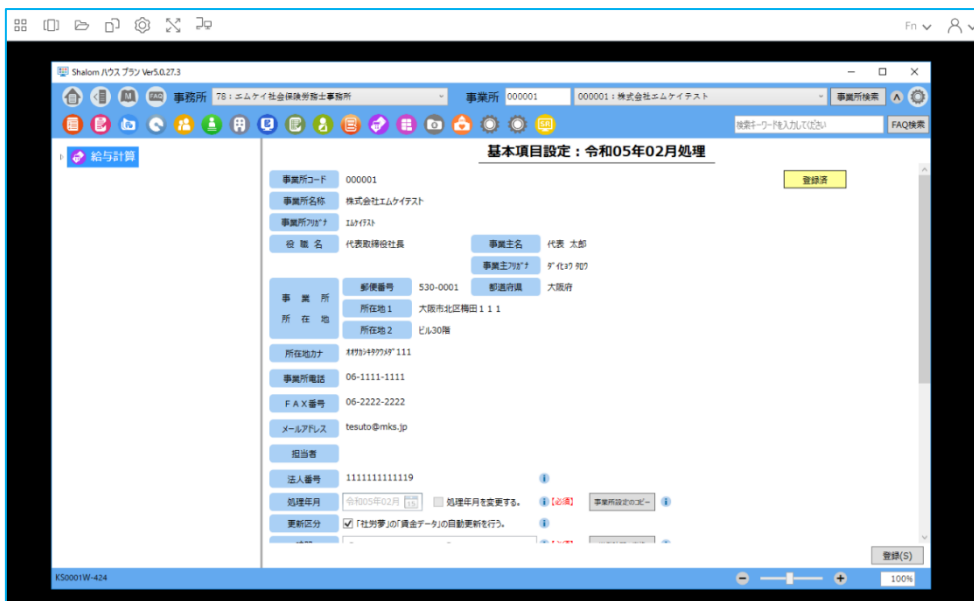 Fn
Shalom ハウス プラン Ver5.0.27.3
FAQ 事務所 78：エムケイ社会保険労務士事務所 事業所 000001 000001：株式会社エムケイテスト 事業所検索
検索キーワードを入力してください FAQ検索
給与計算
基本項目設定：令和05年02月処理
事業所コード 000001 登録済
事業所名称 株式会社エムケイテスト
事業所ﾌﾘｶﾞﾅ ｴﾑｹｲﾃｽﾄ
役職名 代表取締役社長 事業主名 代表 太郎
事業主ﾌﾘｶﾞﾅ ﾀﾞｲﾋｮｳ ﾀﾛｳ
事業所所在地 郵便番号 530-0001 都道府県 大阪府
所在地１ 大阪市北区梅田１１１
所在地２ ビル30階
所在地カナ ｵｵｻｶｼｷﾀｸｳﾒﾀﾞ111
事業所電話 06-1111-1111
ＦＡＸ番号 06-2222-2222
メールアドレス tesuto@mks.jp
担当者
法人番号 1111111111119
処理年月 令和05年02月 15 処理年月を変更する。 【必須】 事業所設定のコピー
更新区分 「社労夢」の「賃金データ」の自動更新を行う。
登録(S)
KS0001W-424 100%